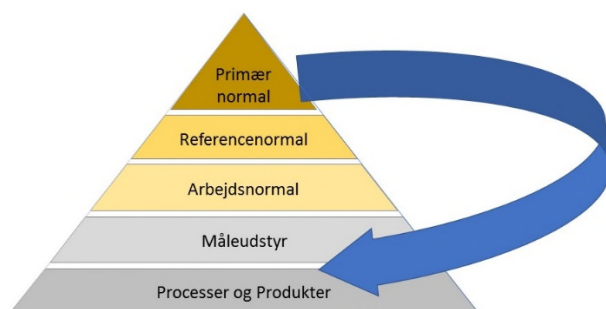 Primær
normal
Referencenormal
Arbejdsnormal
Måleudstyr
Processer og Produkter